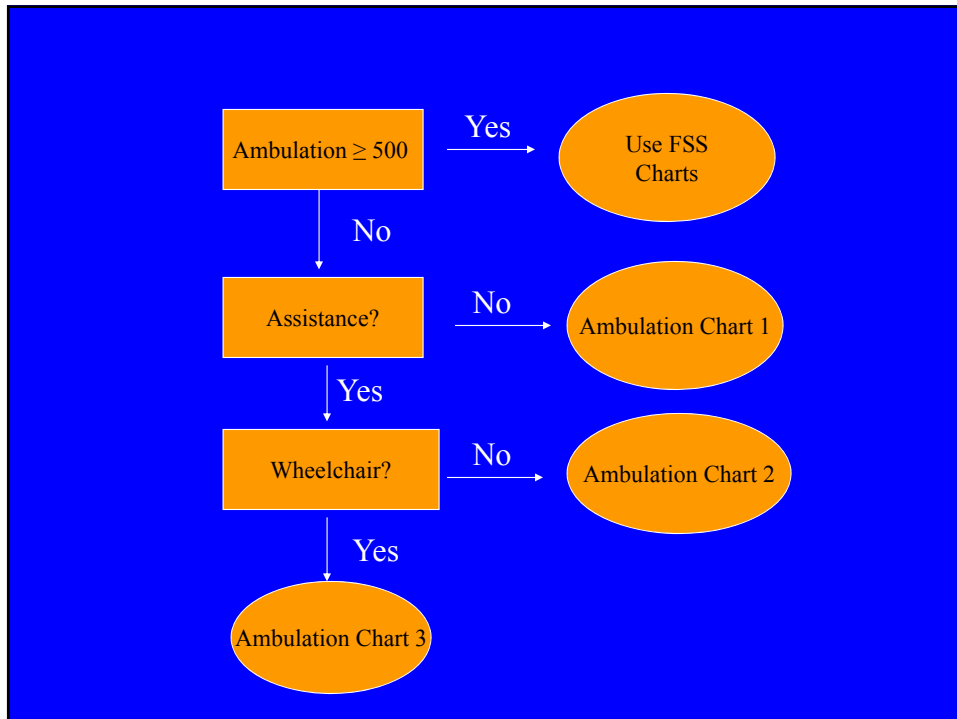 Ambulation ≥ 500
Yes
Use FSS
Charts
No
Assistance?
No
Ambulation Chart 1
Yes
Wheelchair?
No
Ambulation Chart 2
Yes
Ambulation Chart 3